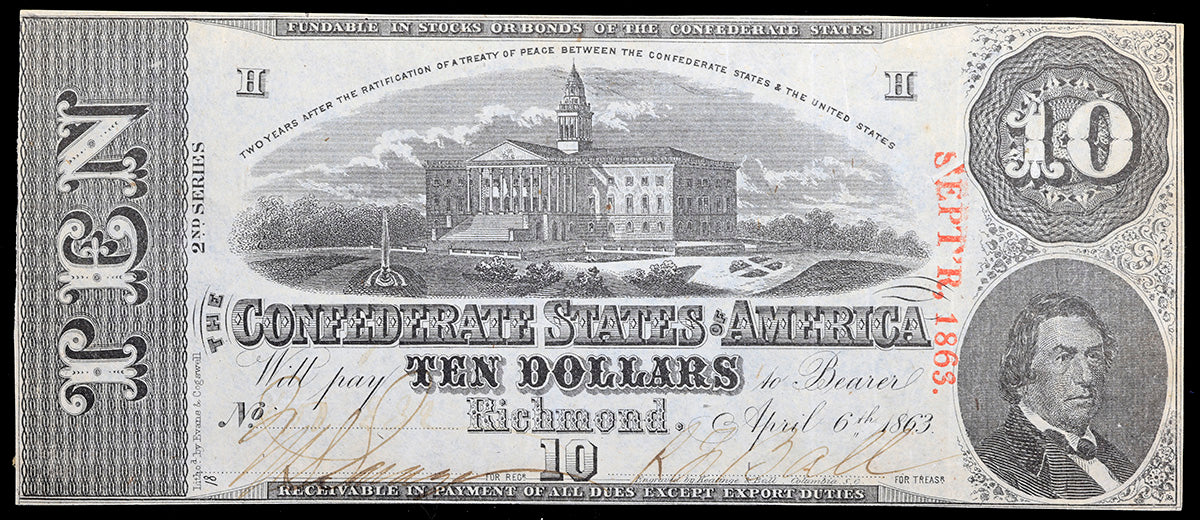 FUNDABLE IN STOCKS OR BONDS OF THE CONFEDERATE STATES
TWO YEARS AFTER THE RATIFICATION OF A TREATY OF PEACE BETWEEN THE CONFEDERATE STATES & THE UNITED STATES
H
H
10
TEN
2ND SERIES
SEPT'R, 1863.
THE CONFEDERATE STATES OF AMERICA
Will pay TEN DOLLARS to Bearer
No.
Richmond. April 6th 1863
10
FOR REGR.
FOR TREASR.
Lithog'd by Evans & Cogswell
18
Engraved by Keatinge & Ball Columbia, S.C.
RECEIVABLE IN PAYMENT OF ALL DUES EXCEPT EXPORT DUTIES